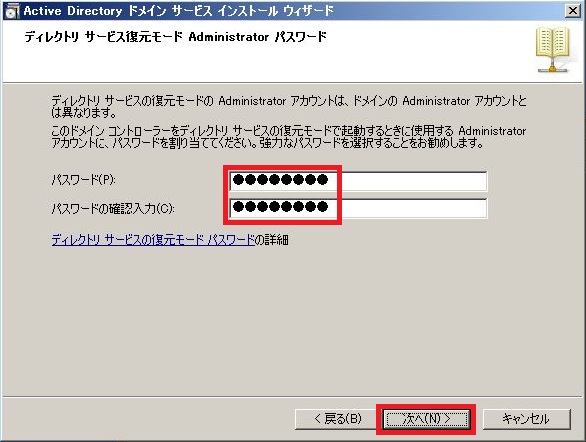 Active Directory ドメイン サービス インストール ウィザード
ディレクトリ サービス復元モード Administrator パスワード
ディレクトリ サービスの復元モードの Administrator アカウントは、ドメインの Administrator アカウントと
は異なります。
このドメイン コントローラーをディレクトリ サービスの復元モードで起動するときに使用する Administrator
アカウントに、パスワードを割り当ててください。強力なパスワードを選択することをお勧めします。
パスワード(P): ●●●●●●●●
パスワードの確認入力(C): ●●●●●●●●
ディレクトリ サービスの復元モード パスワードの詳細
< 戻る(B) 次へ(N) > キャンセル